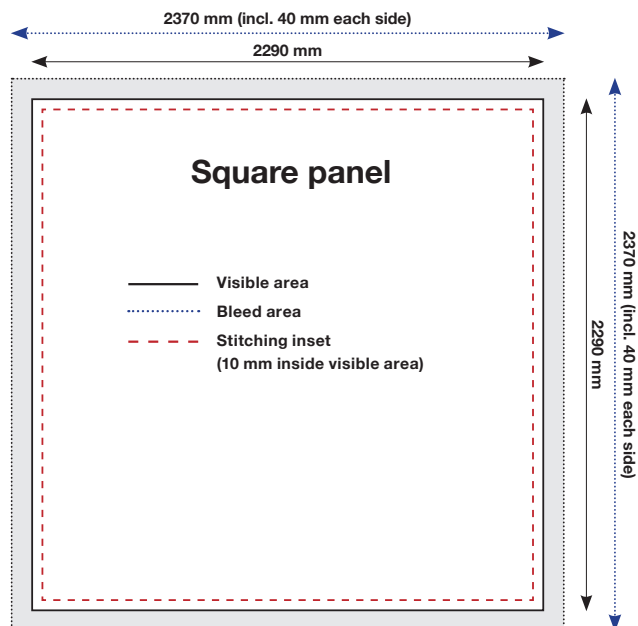 2370 mm (incl. 40 mm each side)
2290 mm
Square panel
Visible area
Bleed area
Stitching inset
(10 mm inside visible area)
2290 mm
2370 mm (incl. 40 mm each side)